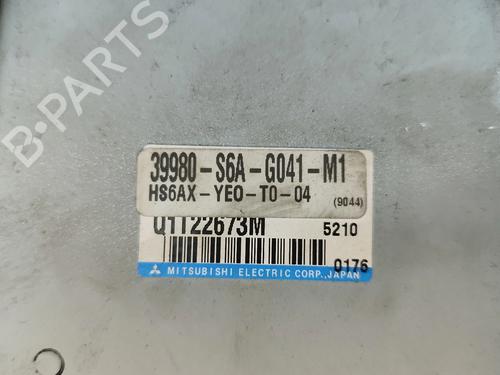 39980-S6A-G041-M1
HS6AX-YEO-TO-04 (9044)
Q1T22673M 5210
0176
MITSUBISHI ELECTRIC CORP., JAPAN
B-PARTS